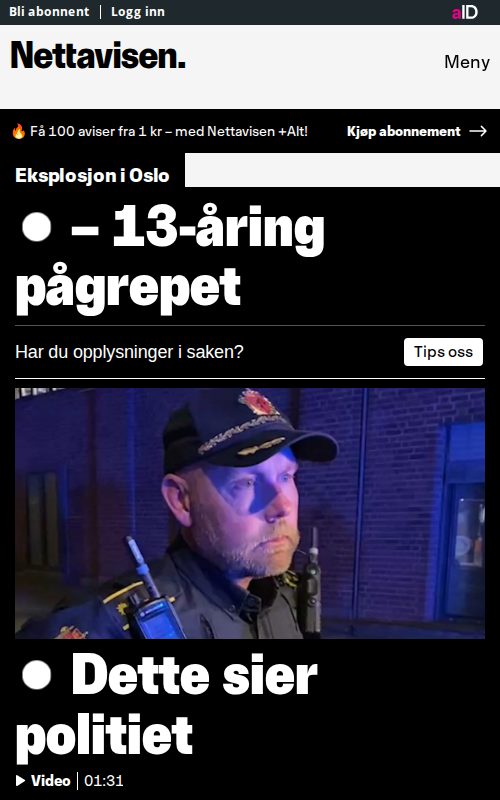 Bli abonnent | Logg inn
aID
Nettavisen.
Meny
🔥 Få 100 aviser fra 1 kr – med Nettavisen +Alt!
Kjøp abonnement →
Eksplosjon i Oslo
– 13-åring
pågrepet
Har du opplysninger i saken?
Tips oss
Dette sier
politiet
Video | 01:31